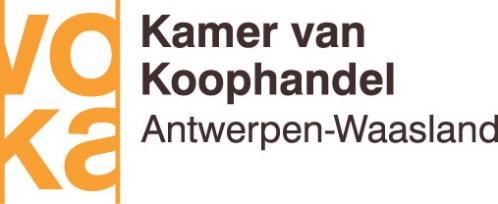 vo
ka
Kamer van
Koophandel
Antwerpen-Waasland